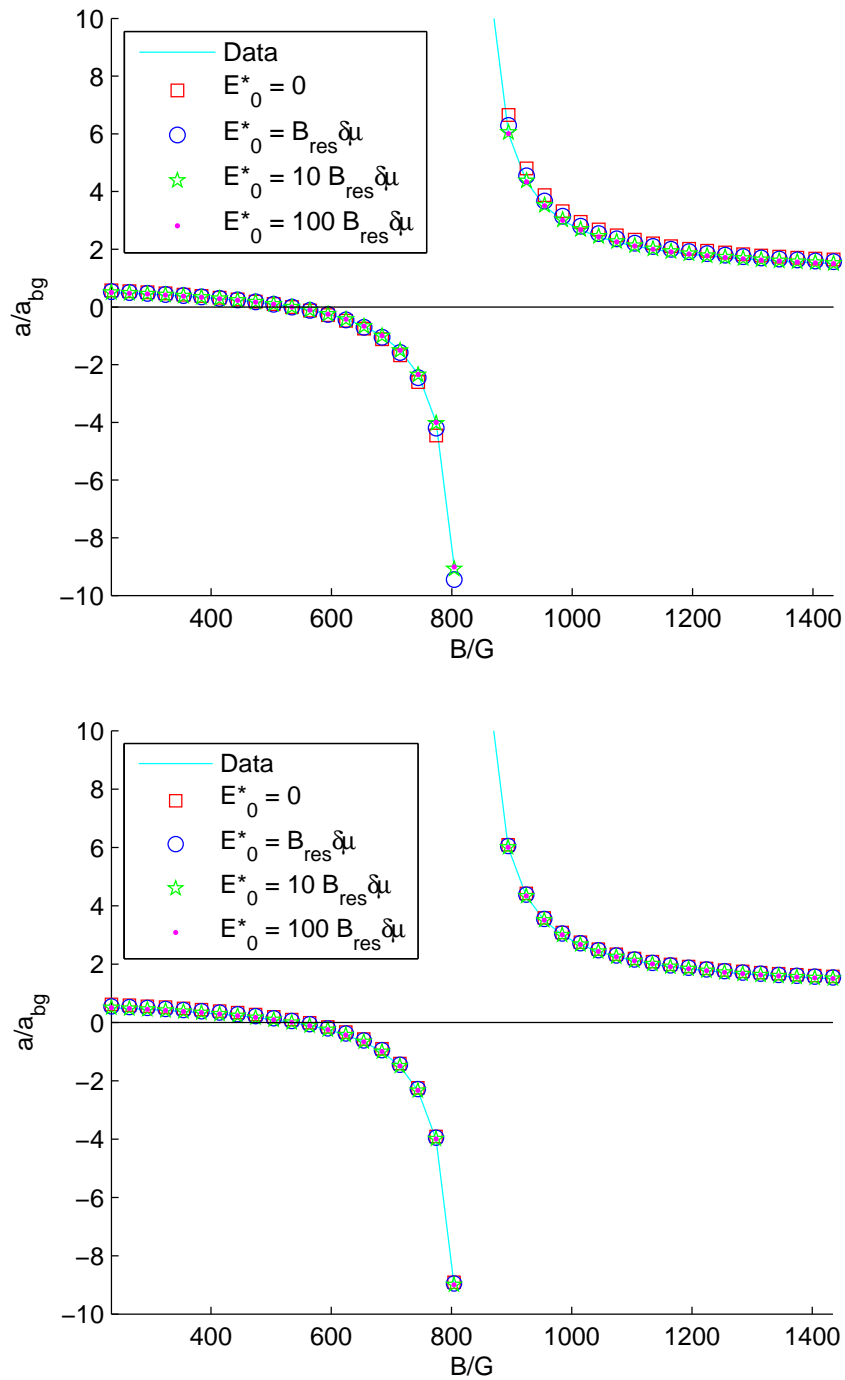 10
8
6
4
2
0
−2
−4
−6
−8
−10
a/a_bg
Data
E*_0 = 0
E*_0 = B_res δμ
E*_0 = 10 B_res δμ
E*_0 = 100 B_res δμ
400 600 800 1000 1200 1400
B/G
10
8
6
4
2
0
−2
−4
−6
−8
−10
a/a_bg
Data
E*_0 = 0
E*_0 = B_res δμ
E*_0 = 10 B_res δμ
E*_0 = 100 B_res δμ
400 600 800 1000 1200 1400
B/G